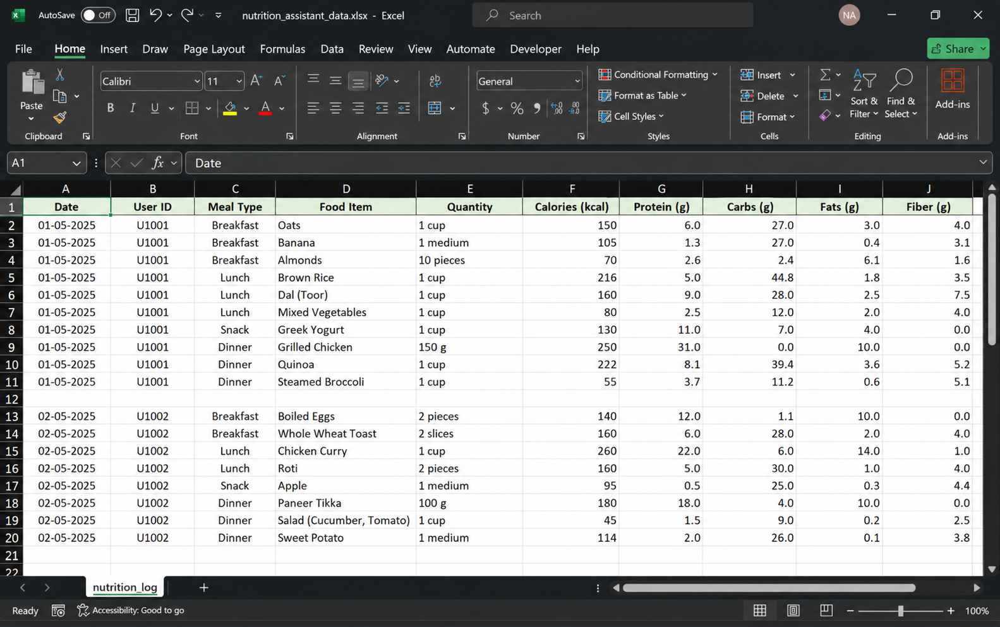 AutoSave Off nutrition_assistant_data.xlsx - Excel Search NA
File Home Insert Draw Page Layout Formulas Data Review View Automate Developer Help Share
Paste
Clipboard
Calibri 11
B I U A
Font
Alignment
General
$ % 9
Number
Conditional Formatting
Format as Table
Cell Styles
Styles
Insert
Delete
Format
Cells
Sort & Filter
Find & Select
Editing
Add-ins
Add-ins
A1 fx Date
A B C D E F G H I J
1 Date User ID Meal Type Food Item Quantity Calories (kcal) Protein (g) Carbs (g) Fats (g) Fiber (g)
2 01-05-2025 U1001 Breakfast Oats 1 cup 150 6.0 27.0 3.0 4.0
3 01-05-2025 U1001 Breakfast Banana 1 medium 105 1.3 27.0 0.4 3.1
4 01-05-2025 U1001 Breakfast Almonds 10 pieces 70 2.6 2.4 6.1 1.6
5 01-05-2025 U1001 Lunch Brown Rice 1 cup 216 5.0 44.8 1.8 3.5
6 01-05-2025 U1001 Lunch Dal (Toor) 1 cup 160 9.0 28.0 2.5 7.5
7 01-05-2025 U1001 Lunch Mixed Vegetables 1 cup 80 2.5 12.0 2.0 4.0
8 01-05-2025 U1001 Snack Greek Yogurt 1 cup 130 11.0 7.0 4.0 0.0
9 01-05-2025 U1001 Dinner Grilled Chicken 150 g 250 31.0 0.0 10.0 0.0
10 01-05-2025 U1001 Dinner Quinoa 1 cup 222 8.1 39.4 3.6 5.2
11 01-05-2025 U1001 Dinner Steamed Broccoli 1 cup 55 3.7 11.2 0.6 5.1
12
13 02-05-2025 U1002 Breakfast Boiled Eggs 2 pieces 140 12.0 1.1 10.0 0.0
14 02-05-2025 U1002 Breakfast Whole Wheat Toast 2 slices 160 6.0 28.0 2.0 4.0
15 02-05-2025 U1002 Lunch Chicken Curry 1 cup 260 22.0 6.0 14.0 1.0
16 02-05-2025 U1002 Lunch Roti 2 pieces 160 5.0 30.0 1.0 4.0
17 02-05-2025 U1002 Snack Apple 1 medium 95 0.5 25.0 0.3 4.4
18 02-05-2025 U1002 Dinner Paneer Tikka 100 g 180 18.0 4.0 10.0 0.0
19 02-05-2025 U1002 Dinner Salad (Cucumber, Tomato) 1 cup 45 1.5 9.0 0.2 2.5
20 02-05-2025 U1002 Dinner Sweet Potato 1 medium 114 2.0 26.0 0.1 3.8
21
22
nutrition_log
Ready Accessibility: Good to go 100%